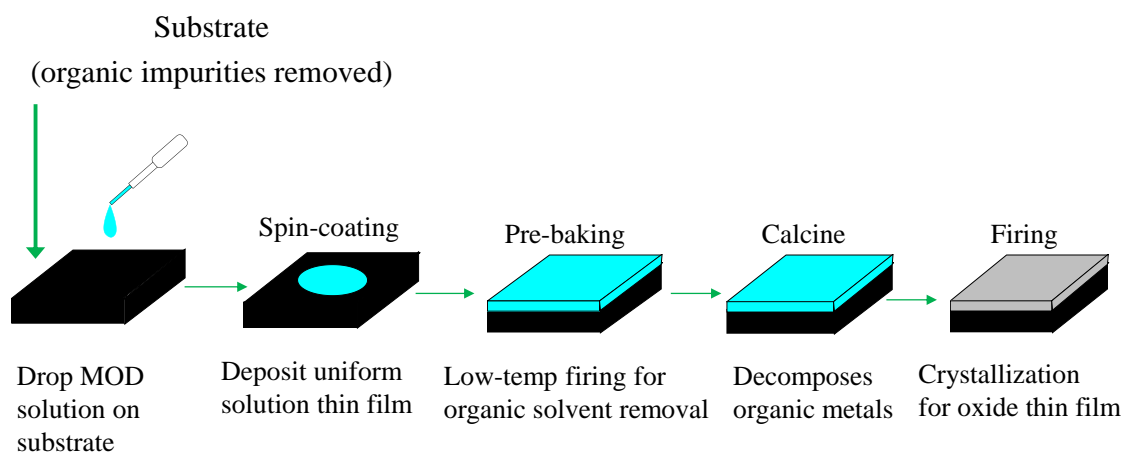 Substrate
(organic impurities removed)
Drop MOD
solution on
substrate
Spin-coating
Deposit uniform
solution thin film
Pre-baking
Low-temp firing for
organic solvent removal
Calcine
Decomposes
organic metals
Firing
Crystallization
for oxide thin film